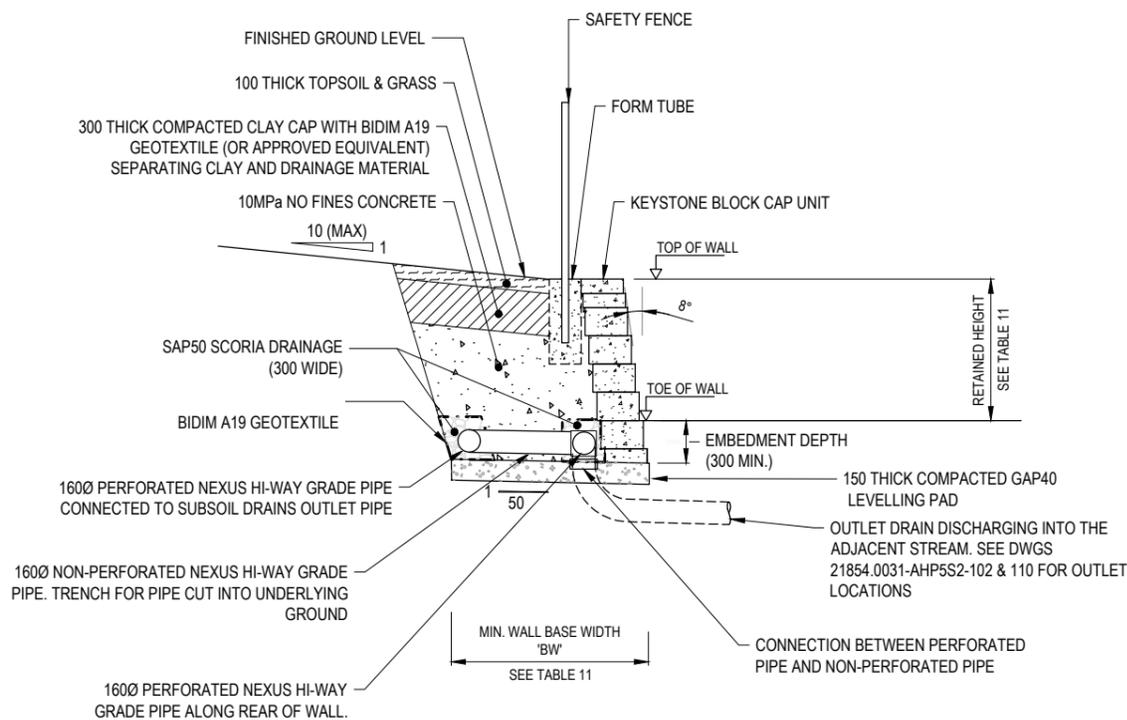 SAFETY FENCE
FINISHED GROUND LEVEL
100 THICK TOPSOIL & GRASS
FORM TUBE
300 THICK COMPACTED CLAY CAP WITH BIDIM A19
GEOTEXTILE (OR APPROVED EQUIVALENT)
SEPARATING CLAY AND DRAINAGE MATERIAL
10MPa NO FINES CONCRETE
KEYSTONE BLOCK CAP UNIT
10 (MAX)
1
TOP OF WALL
8°
RETAINED HEIGHT
SEE TABLE 11
SAP50 SCORIA DRAINAGE
(300 WIDE)
TOE OF WALL
BIDIM A19 GEOTEXTILE
EMBEDMENT DEPTH
(300 MIN.)
160Ø PERFORATED NEXUS HI-WAY GRADE PIPE
CONNECTED TO SUBSOIL DRAINS OUTLET PIPE
1
50
150 THICK COMPACTED GAP40
LEVELLING PAD
OUTLET DRAIN DISCHARGING INTO THE
ADJACENT STREAM. SEE DWGS
21854.0031-AHP5S2-102 & 110 FOR OUTLET
LOCATIONS
160Ø NON-PERFORATED NEXUS HI-WAY GRADE
PIPE. TRENCH FOR PIPE CUT INTO UNDERLYING
GROUND
MIN. WALL BASE WIDTH
'BW'
SEE TABLE 11
CONNECTION BETWEEN PERFORATED
PIPE AND NON-PERFORATED PIPE
160Ø PERFORATED NEXUS HI-WAY
GRADE PIPE ALONG REAR OF WALL.